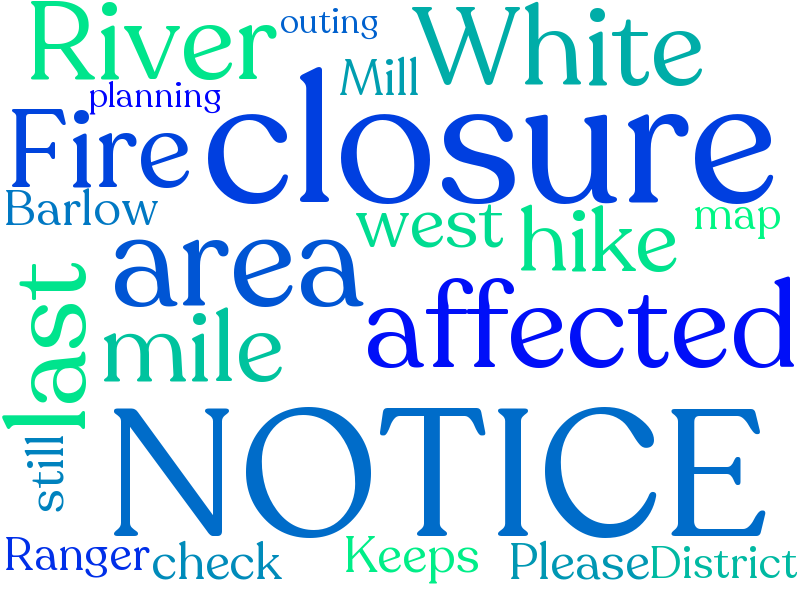 River outing White
planning Mill
Fire closure
Barlow west hike map
area affected
last mile
still NOTICE
Ranger check Keeps Please District